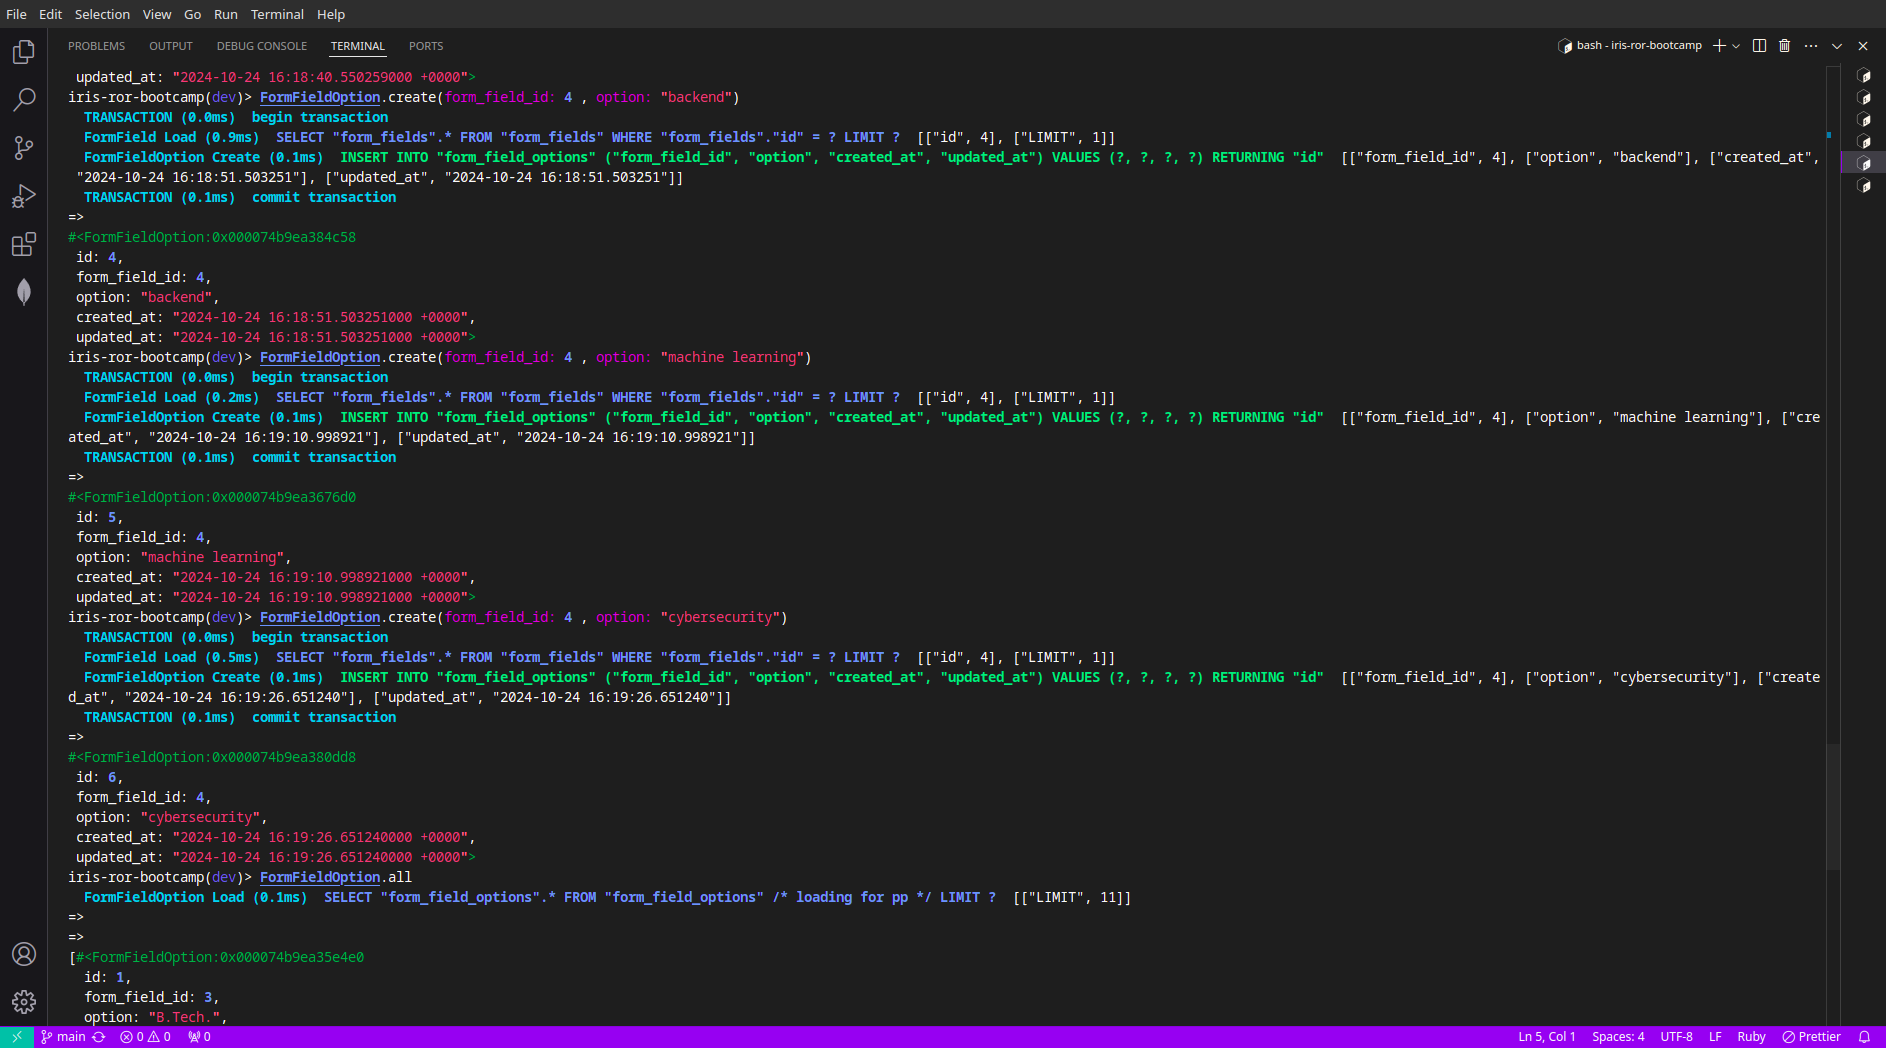 File Edit Selection View Go Run Terminal Help
PROBLEMS OUTPUT DEBUG CONSOLE TERMINAL PORTS
bash - iris-ror-bootcamp
updated_at: "2024-10-24 16:18:40.550259000 +0000">
iris-ror-bootcamp(dev)> FormFieldOption.create(form_field_id: 4 , option: "backend")
TRANSACTION (0.0ms) begin transaction
FormField Load (0.9ms) SELECT "form_fields".* FROM "form_fields" WHERE "form_fields"."id" = ? LIMIT ? [["id", 4], ["LIMIT", 1]]
FormFieldOption Create (0.1ms) INSERT INTO "form_field_options" ("form_field_id", "option", "created_at", "updated_at") VALUES (?, ?, ?, ?) RETURNING "id" [["form_field_id", 4], ["option", "backend"], ["created_at",
"2024-10-24 16:18:51.503251"], ["updated_at", "2024-10-24 16:18:51.503251"]]
TRANSACTION (0.1ms) commit transaction
=>
#<FormFieldOption:0x000074b9ea384c58
id: 4,
form_field_id: 4,
option: "backend",
created_at: "2024-10-24 16:18:51.503251000 +0000",
updated_at: "2024-10-24 16:18:51.503251000 +0000">
iris-ror-bootcamp(dev)> FormFieldOption.create(form_field_id: 4 , option: "machine learning")
TRANSACTION (0.0ms) begin transaction
FormField Load (0.2ms) SELECT "form_fields".* FROM "form_fields" WHERE "form_fields"."id" = ? LIMIT ? [["id", 4], ["LIMIT", 1]]
FormFieldOption Create (0.1ms) INSERT INTO "form_field_options" ("form_field_id", "option", "created_at", "updated_at") VALUES (?, ?, ?, ?) RETURNING "id" [["form_field_id", 4], ["option", "machine learning"], ["cre
ated_at", "2024-10-24 16:19:10.998921"], ["updated_at", "2024-10-24 16:19:10.998921"]]
TRANSACTION (0.1ms) commit transaction
=>
#<FormFieldOption:0x000074b9ea3676d0
id: 5,
form_field_id: 4,
option: "machine learning",
created_at: "2024-10-24 16:19:10.998921000 +0000",
updated_at: "2024-10-24 16:19:10.998921000 +0000">
iris-ror-bootcamp(dev)> FormFieldOption.create(form_field_id: 4 , option: "cybersecurity")
TRANSACTION (0.0ms) begin transaction
FormField Load (0.5ms) SELECT "form_fields".* FROM "form_fields" WHERE "form_fields"."id" = ? LIMIT ? [["id", 4], ["LIMIT", 1]]
FormFieldOption Create (0.1ms) INSERT INTO "form_field_options" ("form_field_id", "option", "created_at", "updated_at") VALUES (?, ?, ?, ?) RETURNING "id" [["form_field_id", 4], ["option", "cybersecurity"], ["create
d_at", "2024-10-24 16:19:26.651240"], ["updated_at", "2024-10-24 16:19:26.651240"]]
TRANSACTION (0.1ms) commit transaction
=>
#<FormFieldOption:0x000074b9ea380dd8
id: 6,
form_field_id: 4,
option: "cybersecurity",
created_at: "2024-10-24 16:19:26.651240000 +0000",
updated_at: "2024-10-24 16:19:26.651240000 +0000">
iris-ror-bootcamp(dev)> FormFieldOption.all
FormFieldOption Load (0.1ms) SELECT "form_field_options".* FROM "form_field_options" /* loading for pp */ LIMIT ? [["LIMIT", 11]]
=>
=>
[#<FormFieldOption:0x000074b9ea35e4e0
id: 1,
form_field_id: 3,
option: "B.Tech.",
main 0 0 0 Ln 5, Col 1 Spaces: 4 UTF-8 LF Ruby Prettier